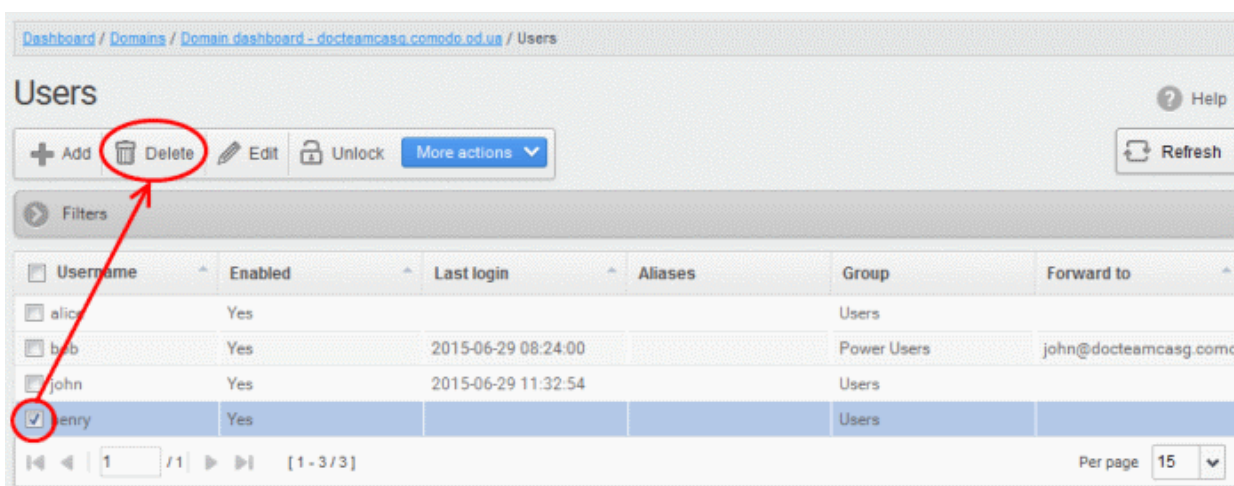 Dashboard / Domains / Domain dashboard - docteamcasg.comodo.od.ua / Users
Users
Help
Add Delete Edit Unlock More actions
Refresh
Filters
Username Enabled Last login Aliases Group Forward to
alice Yes Users
bob Yes 2015-06-29 08:24:00 Power Users john@docteamcasg.como
john Yes 2015-06-29 11:32:54 Users
henry Yes Users
1 / 1 [ 1 - 3 / 3 ] Per page 15